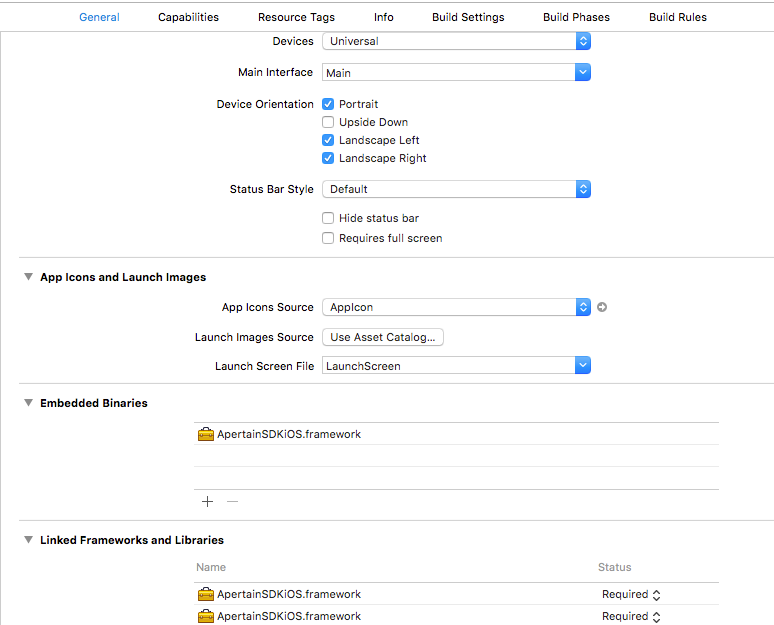 General Capabilities Resource Tags Info Build Settings Build Phases Build Rules
Devices Universal
Main Interface Main
Device Orientation Portrait
Upside Down
Landscape Left
Landscape Right
Status Bar Style Default
Hide status bar
Requires full screen
App Icons and Launch Images
App Icons Source AppIcon
Launch Images Source Use Asset Catalog...
Launch Screen File LaunchScreen
Embedded Binaries
ApertainSDKiOS.framework
Linked Frameworks and Libraries
Name Status
ApertainSDKiOS.framework Required
ApertainSDKiOS.framework Required